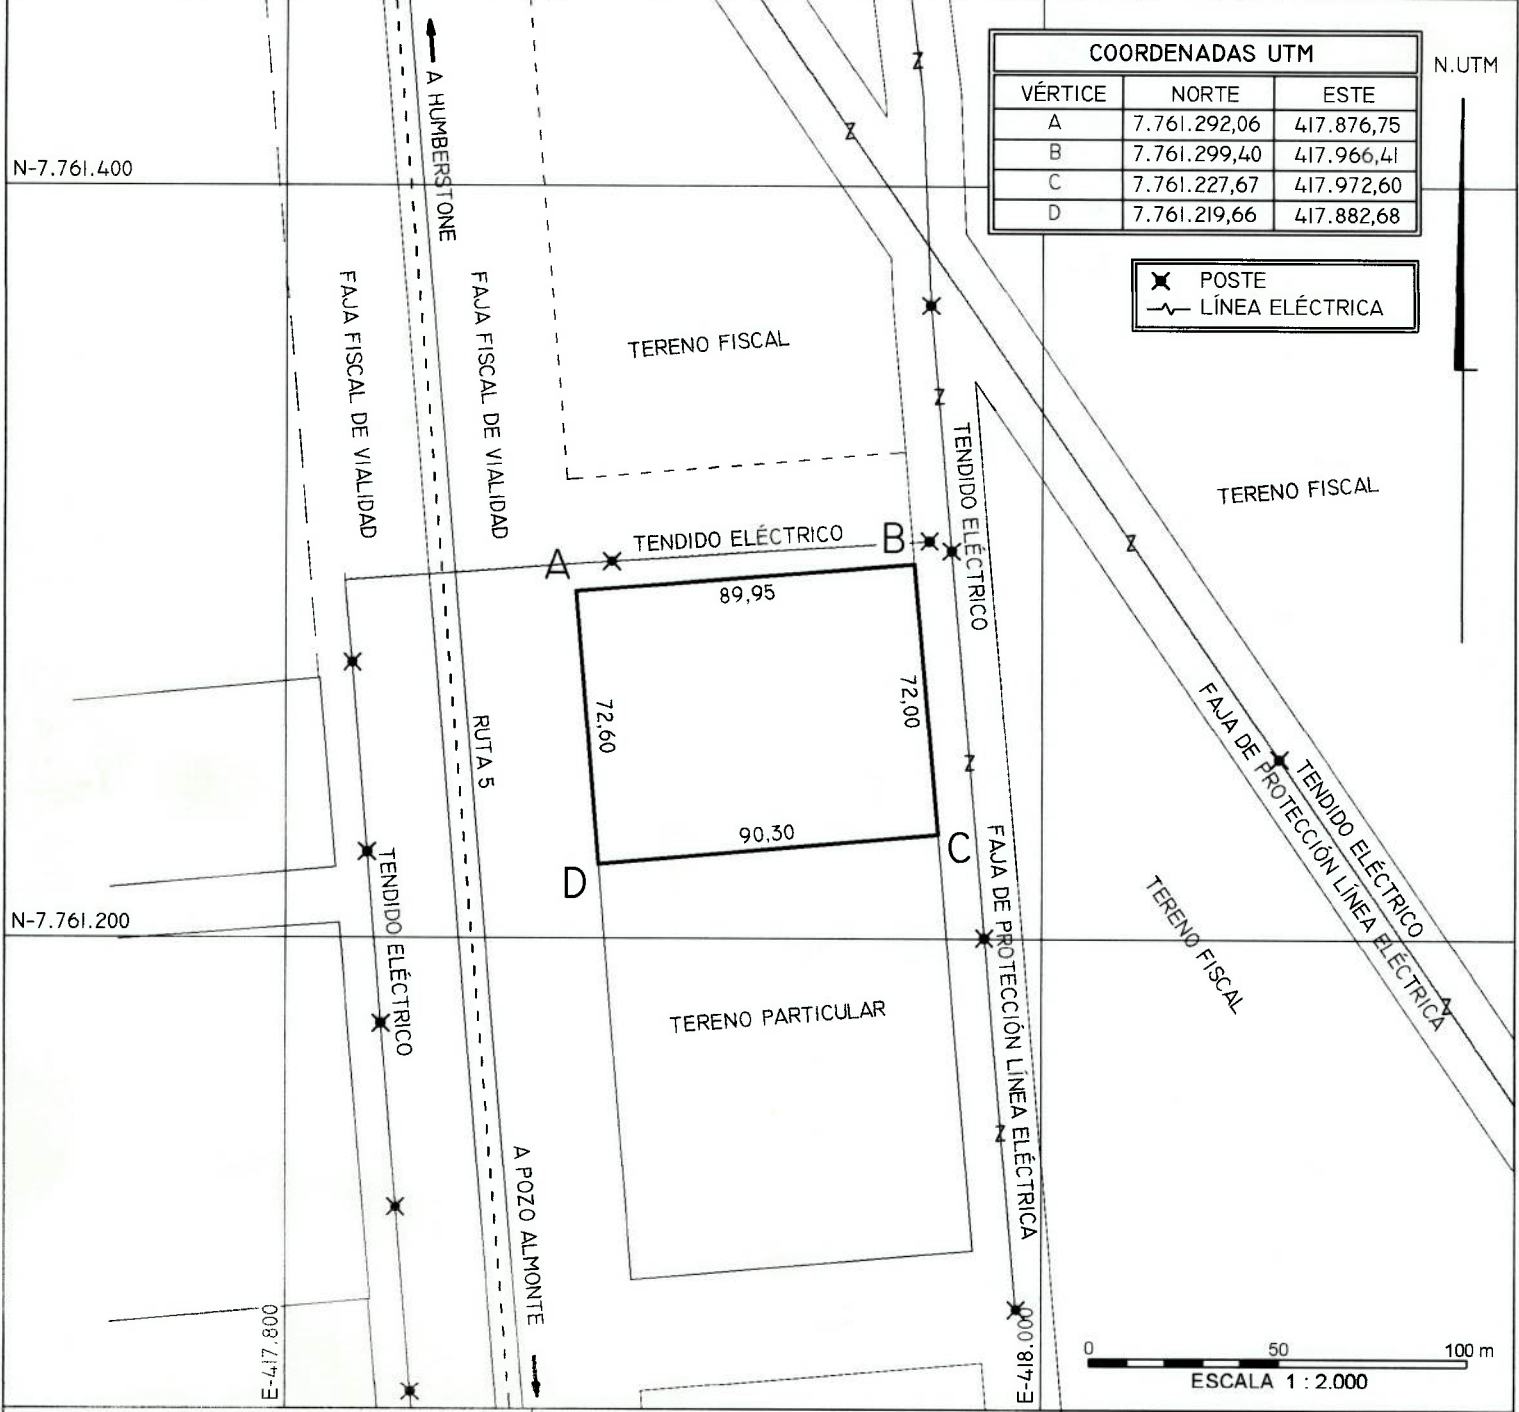 COORDENADAS UTM
VÉRTICE NORTE ESTE
A 7.761.292,06 417.876,75
B 7.761.299,40 417.966,41
C 7.761.227,67 417.972,60
D 7.761.219,66 417.882,68
N.UTM
POSTE
LÍNEA ELÉCTRICA
N-7.761.400
A HUMBERSTONE
FAJA FISCAL DE VIALIDAD
FAJA FISCAL DE VIALIDAD
TERENO FISCAL
TENDIDO ELÉCTRICO
TERENO FISCAL
A
TENDIDO ELÉCTRICO
B
89,95
72,60
72,00
RUTA 5
90,30
C
D
FAJA DE PROTECCIÓN LÍNEA ELÉCTRICA
TENDIDO ELÉCTRICO
TERENO FISCAL
N-7.761.200
TENDIDO ELÉCTRICO
FAJA DE PROTECCIÓN LÍNEA ELÉCTRICA
TERENO PARTICULAR
A POZO ALMONTE
E-417.800
E-418.000
0 50 100 m
ESCALA 1 : 2.000